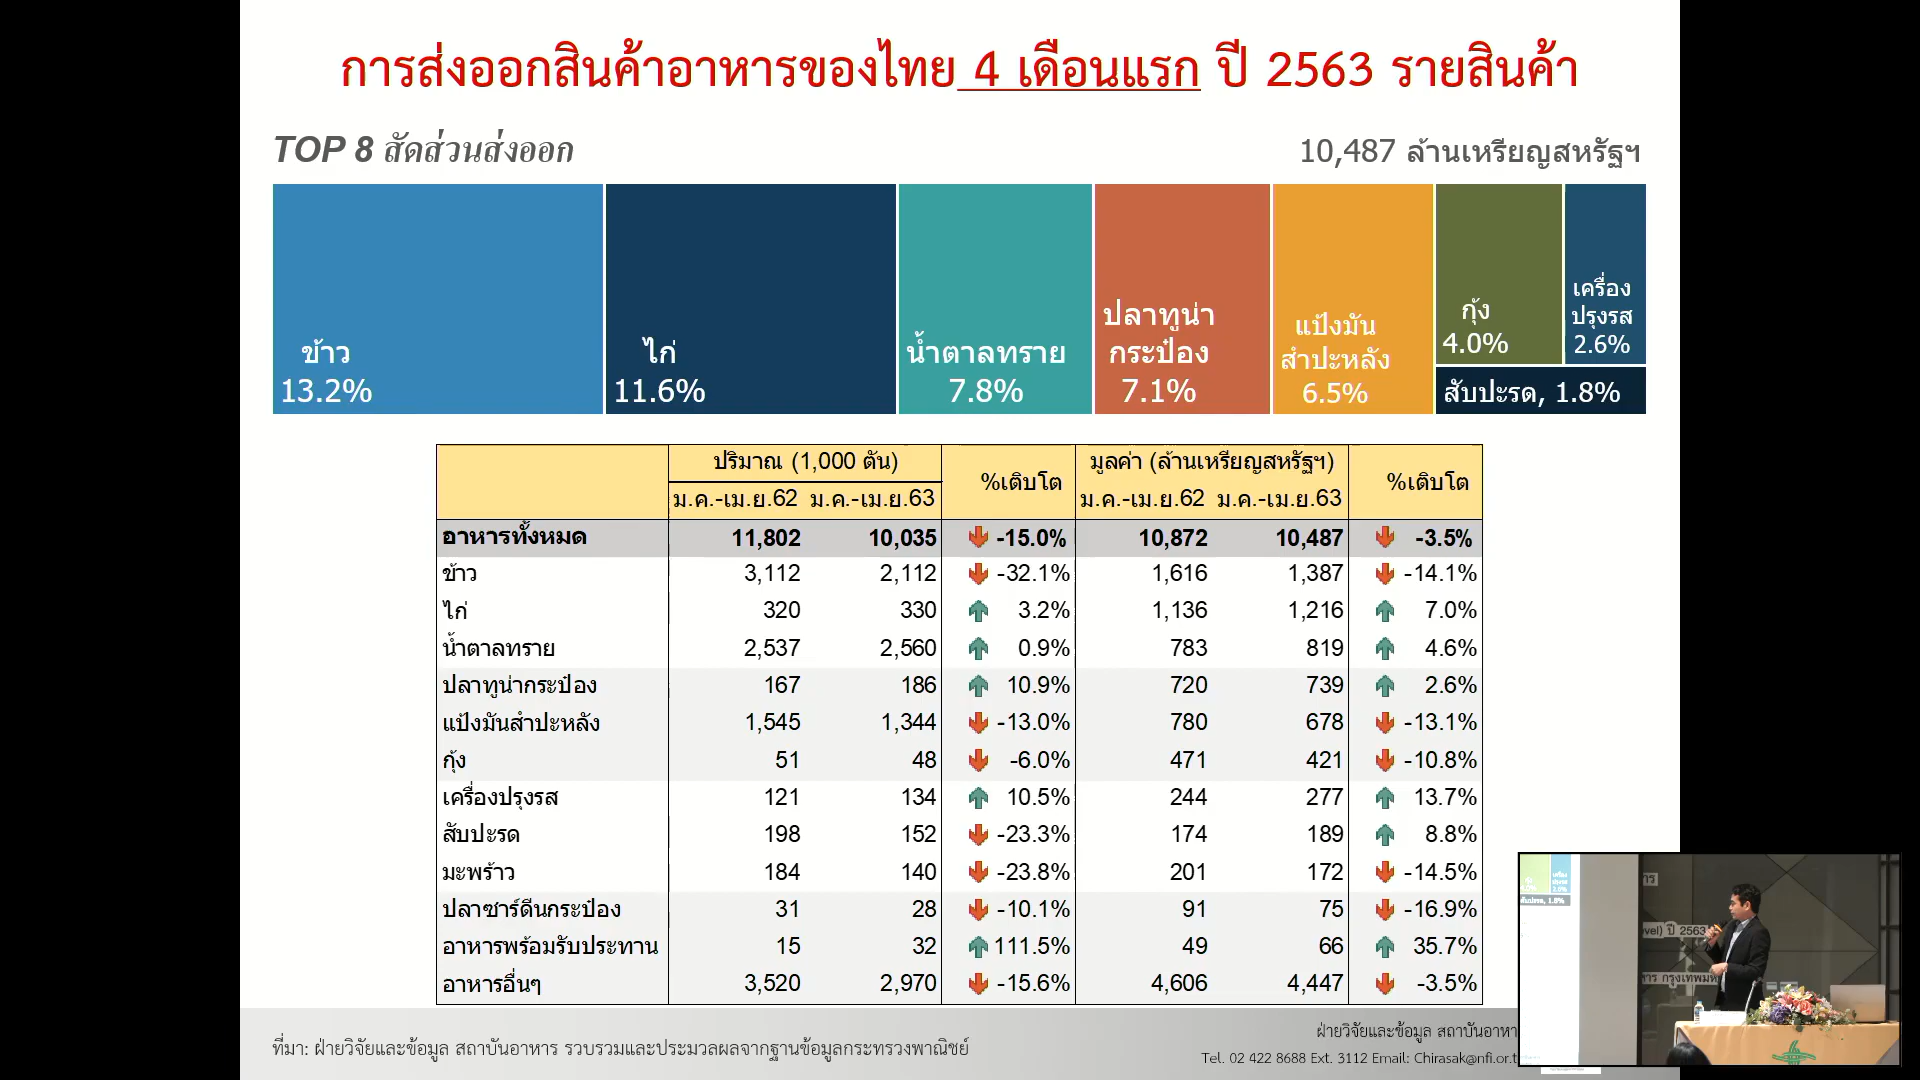 การส่งออกสินค้าอาหารของไทย 4 เดือนแรก ปี 2563 รายสินค้า
TOP 8 สัดส่วนส่งออก
10,487 ล้านเหรียญสหรัฐฯ
ข้าว
13.2%
ไก่
11.6%
น้ำตาลทราย
7.8%
ปลาทูน่า
กระป๋อง
7.1%
แป้งมัน
สำปะหลัง
6.5%
กุ้ง
4.0%
เครื่อง
ปรุงรส
2.6%
สับปะรด, 1.8%
ปริมาณ (1,000 ตัน) %เติบโต มูลค่า (ล้านเหรียญสหรัฐฯ) %เติบโต
ม.ค.-เม.ย.62 ม.ค.-เม.ย.63 ม.ค.-เม.ย.62 ม.ค.-เม.ย.63
อาหารทั้งหมด 11,802 10,035 -15.0% 10,872 10,487 -3.5%
ข้าว 3,112 2,112 -32.1% 1,616 1,387 -14.1%
ไก่ 320 330 3.2% 1,136 1,216 7.0%
น้ำตาลทราย 2,537 2,560 0.9% 783 819 4.6%
ปลาทูน่ากระป๋อง 167 186 10.9% 720 739 2.6%
แป้งมันสำปะหลัง 1,545 1,344 -13.0% 780 678 -13.1%
กุ้ง 51 48 -6.0% 471 421 -10.8%
เครื่องปรุงรส 121 134 10.5% 244 277 13.7%
สับปะรด 198 152 -23.3% 174 189 8.8%
มะพร้าว 184 140 -23.8% 201 172 -14.5%
ปลาซาร์ดีนกระป๋อง 31 28 -10.1% 91 75 -16.9%
อาหารพร้อมรับประทาน 15 32 111.5% 49 66 35.7%
อาหารอื่นๆ 3,520 2,970 -15.6% 4,606 4,447 -3.5%
ที่มา: ฝ่ายวิจัยและข้อมูล สถาบันอาหาร รวบรวมและประมวลผลจากฐานข้อมูลกระทรวงพาณิชย์
ฝ่ายวิจัยและข้อมูล สถาบันอาหา
Tel. 02 422 8688 Ext. 3112 Email: Chirasak@nfi.or.t
สับปะรด, 1.8%
vel) ปี 2563
าร กรุงเทพมห